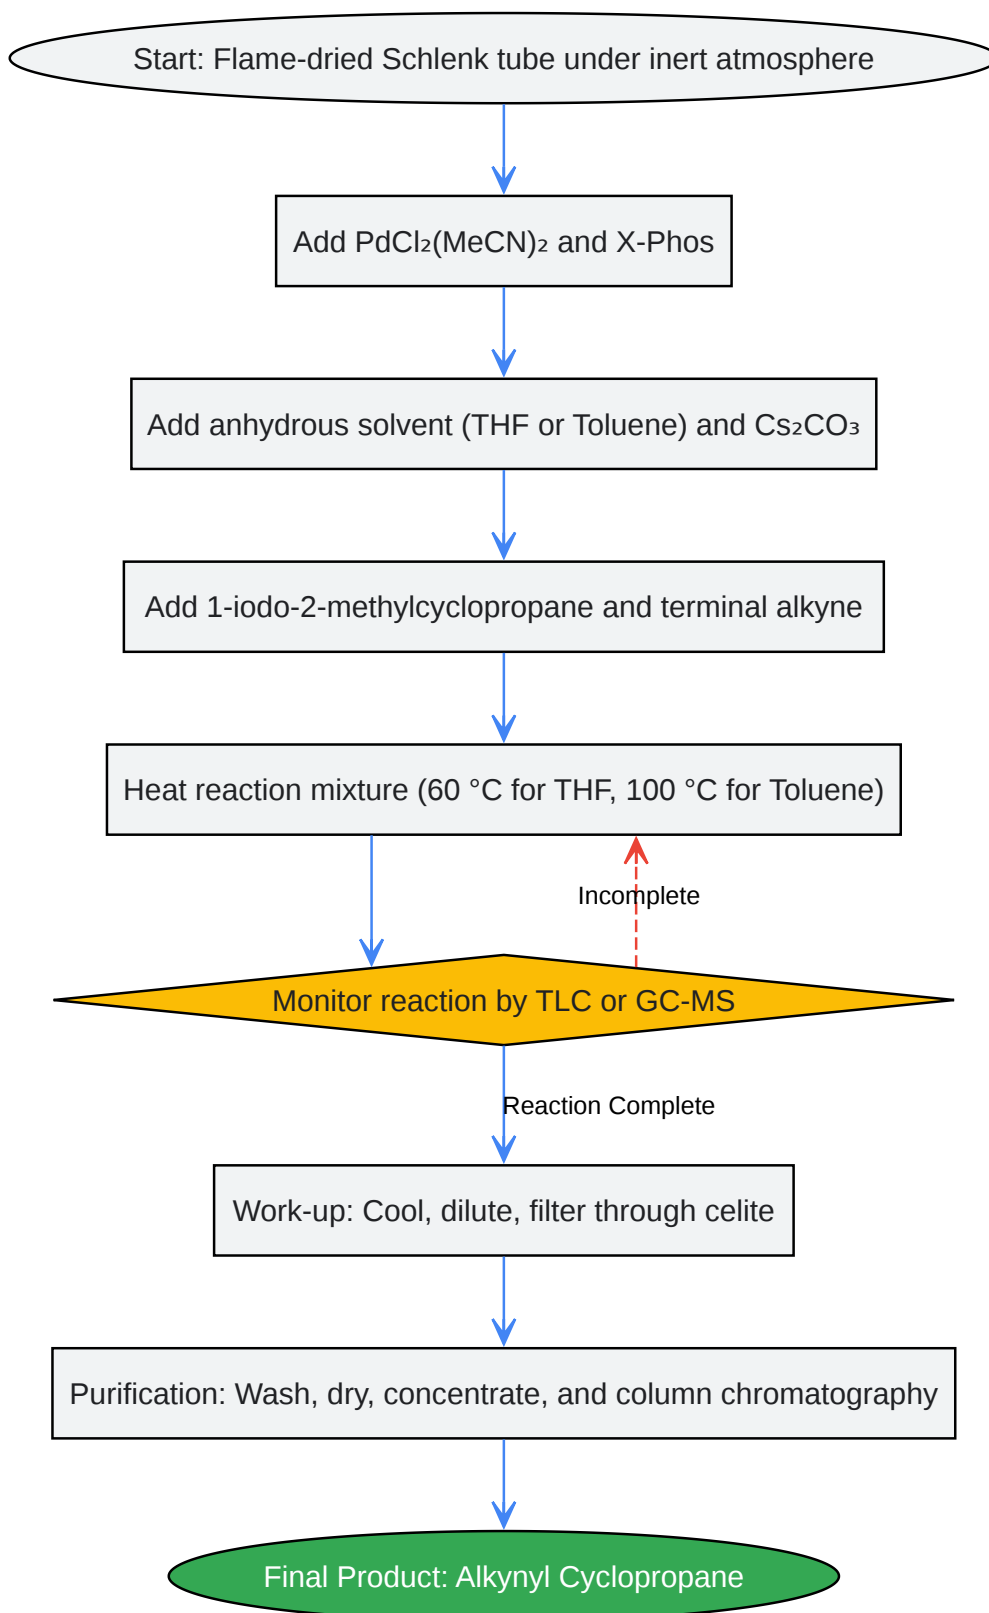 Start: Flame-dried Schlenk tube under inert atmosphere
Add PdCl₂(MeCN)₂ and X-Phos
Add anhydrous solvent (THF or Toluene) and Cs₂CO₃
Add 1-iodo-2-methylcyclopropane and terminal alkyne
Heat reaction mixture (60 °C for THF, 100 °C for Toluene)
Incomplete
Monitor reaction by TLC or GC-MS
Reaction Complete
Work-up: Cool, dilute, filter through celite
Purification: Wash, dry, concentrate, and column chromatography
Final Product: Alkynyl Cyclopropane